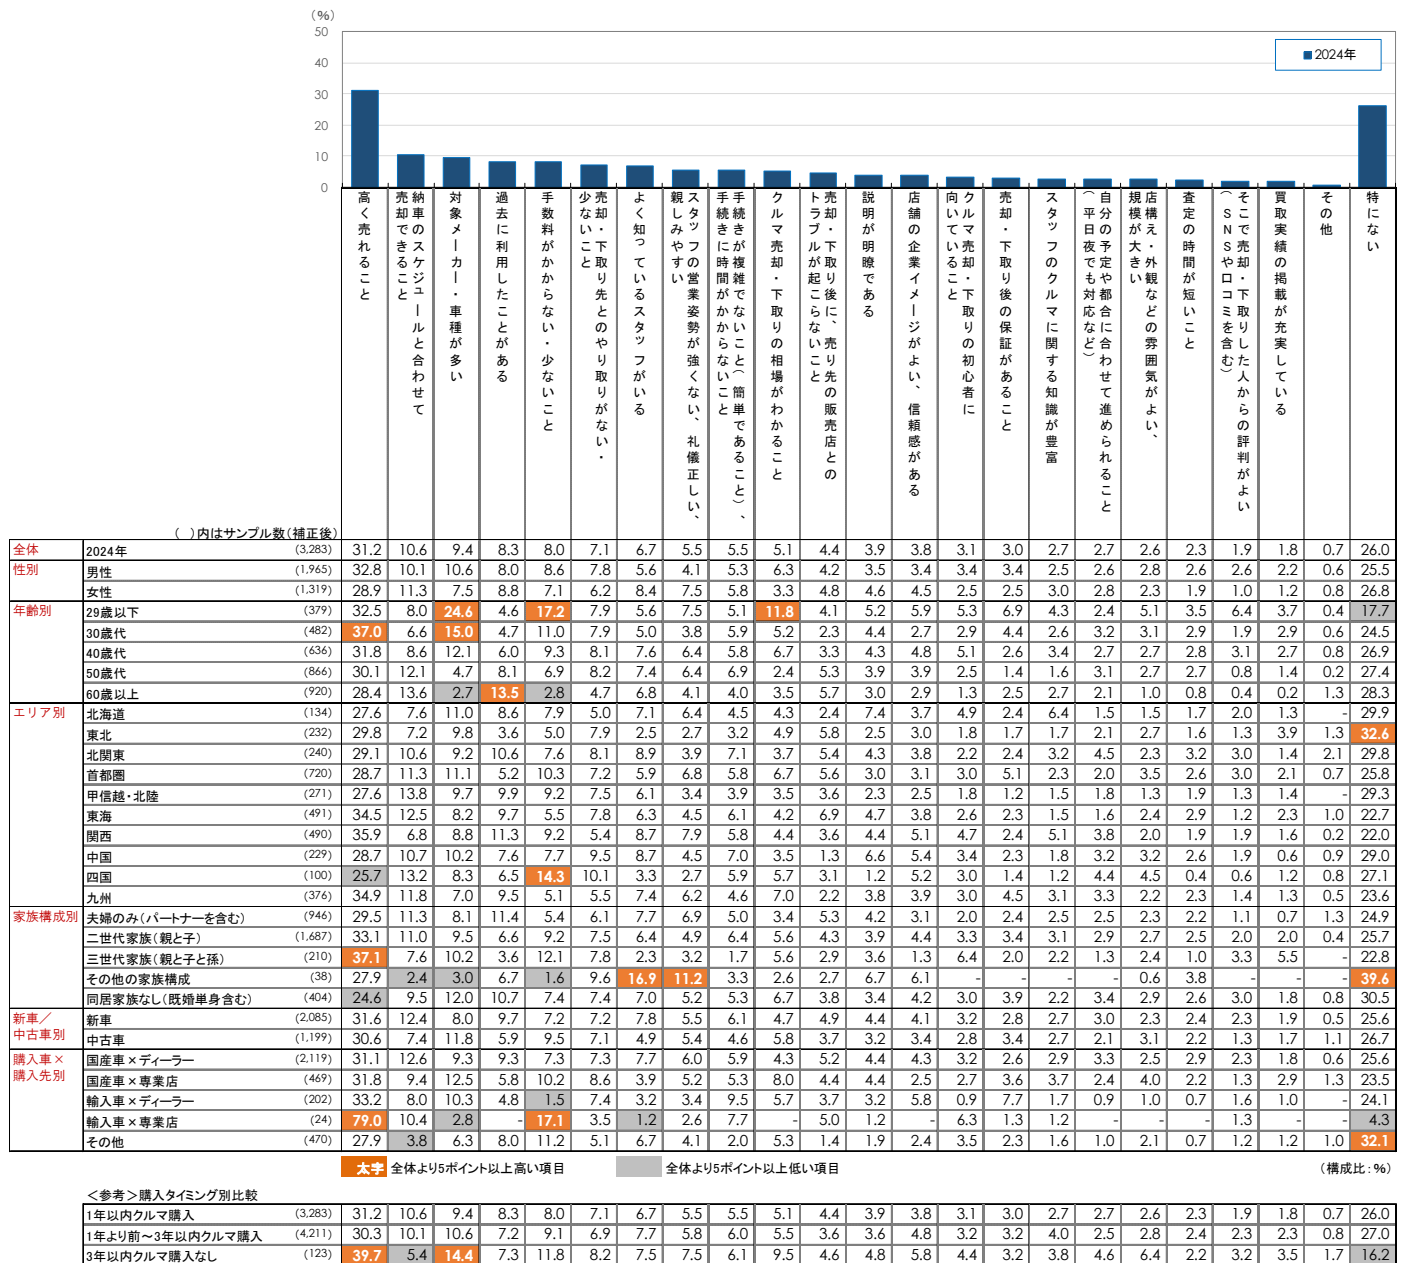 (%)
50
40
30
20
10
0
2024年
高く売れること
納車のスケジュールと合わせて
売却できること
対象メーカー・車種が多い
過去に利用したことがある
手数料がかからない・少ないこと
売却・下取り先とのやり取りがない・
少ないこと
よく知っているスタッフがいる
スタッフの営業姿勢が強くない、礼儀正しい、
親しみやすい
手続きが複雑でないこと(簡単であること)、
手続きに時間がかからないこと
クルマ売却・下取りの相場がわかること
売却・下取り後に、売り先の販売店との
トラブルが起こらないこと
説明が明瞭である
店舗の企業イメージがよい、信頼感がある
クルマ売却・下取りの初心者に
向いていること
売却・下取り後の保証があること
スタッフのクルマに関する知識が豊富
自分の予定や都合に合わせて進められること
(平日夜でも対応など)
店構え・外観などの雰囲気がよい、
規模が大きい
査定の時間が短いこと
そこで売却・下取りした人からの評判がよい
(SNSや口コミを含む)
買取実績の掲載が充実している
その他
特にない
( )内はサンプル数(補正後)
全体 2024年 (3,283) 31.2 10.6 9.4 8.3 8.0 7.1 6.7 5.5 5.5 5.1 4.4 3.9 3.8 3.1 3.0 2.7 2.7 2.6 2.3 1.9 1.8 0.7 26.0
性別 男性 (1,965) 32.8 10.1 10.6 8.0 8.6 7.8 5.6 4.1 5.3 6.3 4.2 3.5 3.4 3.4 3.4 2.5 2.6 2.8 2.6 2.6 2.2 0.6 25.5
女性 (1,319) 28.9 11.3 7.5 8.8 7.1 6.2 8.4 7.5 5.8 3.3 4.8 4.6 4.5 2.5 2.5 3.0 2.8 2.3 1.9 1.0 1.2 0.8 26.8
年齢別 29歳以下 (379) 32.5 8.0 24.6 4.6 17.2 7.9 5.6 7.5 5.1 11.8 4.1 5.2 5.9 5.3 6.9 4.3 2.4 5.1 3.5 6.4 3.7 0.4 17.7
30歳代 (482) 37.0 6.6 15.0 4.7 11.0 7.9 5.0 3.8 5.9 5.2 2.3 4.4 2.7 2.9 4.4 2.6 3.2 3.1 2.9 1.9 2.9 0.6 24.5
40歳代 (636) 31.8 8.6 12.1 6.0 9.3 8.1 7.6 6.4 5.8 6.7 3.3 4.3 4.8 5.1 2.6 3.4 2.7 2.7 2.8 3.1 2.7 0.8 26.9
50歳代 (866) 30.1 12.1 4.7 8.1 6.9 8.2 7.4 6.4 6.9 2.4 5.3 3.9 3.9 2.5 1.4 1.6 3.1 2.7 2.7 0.8 1.4 0.2 27.4
60歳以上 (920) 28.4 13.6 2.7 13.5 2.8 4.7 6.8 4.1 4.0 3.5 5.7 3.0 2.9 1.3 2.5 2.7 2.1 1.0 0.8 0.4 0.2 1.3 28.3
エリア別 北海道 (134) 27.6 7.6 11.0 8.6 7.9 5.0 7.1 6.4 4.5 4.3 2.4 7.4 3.7 4.9 2.4 6.4 1.5 1.5 1.7 2.0 1.3 - 29.9
東北 (232) 29.8 7.2 9.8 3.6 5.0 7.9 2.5 2.7 3.2 4.9 5.8 2.5 3.0 1.8 1.7 1.7 2.1 2.7 1.6 1.3 3.9 1.3 32.6
北関東 (240) 29.1 10.6 9.2 10.6 7.6 8.1 8.9 3.9 7.1 3.7 5.4 4.3 3.8 2.2 2.4 3.2 4.5 2.3 3.2 3.0 1.4 2.1 29.8
首都圏 (720) 28.7 11.3 11.1 5.2 10.3 7.2 5.9 6.8 5.8 6.7 5.6 3.0 3.1 3.0 5.1 2.3 2.0 3.5 2.6 3.0 2.1 0.7 25.8
甲信越・北陸 (271) 27.6 13.8 9.7 9.9 9.2 7.5 6.1 3.4 3.9 3.5 3.6 2.3 2.5 1.8 1.2 1.5 1.8 1.3 1.9 1.3 1.4 - 29.3
東海 (491) 34.5 12.5 8.2 9.7 5.5 7.8 6.3 4.5 6.1 4.2 6.9 4.7 3.8 2.6 2.3 1.5 1.6 2.4 2.9 1.2 2.3 1.0 22.7
関西 (490) 35.9 6.8 8.8 11.3 9.2 5.4 8.7 7.9 5.8 4.4 3.6 4.4 5.1 4.7 2.4 5.1 3.8 2.0 1.9 1.9 1.6 0.2 22.0
中国 (229) 28.7 10.7 10.2 7.6 7.7 9.5 8.7 4.5 7.0 3.5 1.3 6.6 5.4 3.4 2.3 1.8 3.2 3.2 2.6 1.9 0.6 0.9 29.0
四国 (100) 25.7 13.2 8.3 6.5 14.3 10.1 3.3 2.7 5.9 5.7 3.1 1.2 5.2 3.0 1.4 1.2 4.4 4.5 0.4 0.6 1.2 0.8 27.1
九州 (376) 34.9 11.8 7.0 9.5 5.1 5.5 7.4 6.2 4.6 7.0 2.2 3.8 3.9 3.0 4.5 3.1 3.3 2.2 2.3 1.4 1.3 0.5 23.6
家族構成別 夫婦のみ(パートナーを含む) (946) 29.5 11.3 8.1 11.4 5.4 6.1 7.7 6.9 5.0 3.4 5.3 4.2 3.1 2.0 2.4 2.5 2.5 2.3 2.2 1.1 0.7 1.3 24.9
二世代家族(親と子) (1,687) 33.1 11.0 9.5 6.6 9.2 7.5 6.4 4.9 6.4 5.6 4.3 3.9 4.4 3.3 3.4 3.1 2.9 2.7 2.5 2.0 2.0 0.4 25.7
三世代家族(親と子と孫) (210) 37.1 7.6 10.2 3.6 12.1 7.8 2.3 3.2 1.7 5.6 2.9 3.6 1.3 6.4 2.0 2.2 1.3 2.4 1.0 3.3 5.5 - 22.8
その他の家族構成 (38) 27.9 2.4 3.0 6.7 1.6 9.6 16.9 11.2 3.3 2.6 2.7 6.7 6.1 - - - - 0.6 3.8 - - - 39.6
同居家族なし(既婚単身含む) (404) 24.6 9.5 12.0 10.7 7.4 7.4 7.0 5.2 5.3 6.7 3.8 3.4 4.2 3.0 3.9 2.2 3.4 2.9 2.6 3.0 1.8 0.8 30.5
新車/ 新車 (2,085) 31.6 12.4 8.0 9.7 7.2 7.2 7.8 5.5 6.1 4.7 4.9 4.4 4.1 3.2 2.8 2.7 3.0 2.3 2.4 2.3 1.9 0.5 25.6
中古車別 中古車 (1,199) 30.6 7.4 11.8 5.9 9.5 7.1 4.9 5.4 4.6 5.8 3.7 3.2 3.4 2.8 3.4 2.7 2.1 3.1 2.2 1.3 1.7 1.1 26.7
購入車× 国産車×ディーラー (2,119) 31.1 12.6 9.3 9.3 7.3 7.3 7.7 6.0 5.9 4.3 5.2 4.4 4.3 3.2 2.6 2.9 3.3 2.5 2.9 2.3 1.8 0.6 25.6
購入先別 国産車×専業店 (469) 31.8 9.4 12.5 5.8 10.2 8.6 3.9 5.2 5.3 8.0 4.4 4.4 2.5 2.7 3.6 3.7 2.4 4.0 2.2 1.3 2.9 1.3 23.5
輸入車×ディーラー (202) 33.2 8.0 10.3 4.8 1.5 7.4 3.2 3.4 9.5 5.7 3.7 3.2 5.8 0.9 7.7 1.7 0.9 1.0 0.7 1.6 1.0 - 24.1
輸入車×専業店 (24) 79.0 10.4 2.8 - 17.1 3.5 1.2 2.6 7.7 - 5.0 1.2 - 6.3 1.3 1.2 - - - 1.3 - - 4.3
その他 (470) 27.9 3.8 6.3 8.0 11.2 5.1 6.7 4.1 2.0 5.3 1.4 1.9 2.4 3.5 2.3 1.6 1.0 2.1 0.7 1.2 1.2 1.0 32.1
太字 全体より5ポイント以上高い項目 全体より5ポイント以上低い項目 (構成比:%)
<参考>購入タイミング別比較
1年以内クルマ購入 (3,283) 31.2 10.6 9.4 8.3 8.0 7.1 6.7 5.5 5.5 5.1 4.4 3.9 3.8 3.1 3.0 2.7 2.7 2.6 2.3 1.9 1.8 0.7 26.0
1年より前~3年以内クルマ購入 (4,211) 30.3 10.1 10.6 7.2 9.1 6.9 7.7 5.8 6.0 5.5 3.6 3.6 4.8 3.2 3.2 4.0 2.5 2.8 2.4 2.3 2.3 0.8 27.0
3年以内クルマ購入なし (123) 39.7 5.4 14.4 7.3 11.8 8.2 7.5 7.5 6.1 9.5 4.6 4.8 5.8 4.4 3.2 3.8 4.6 6.4 2.2 3.2 3.5 1.7 16.2